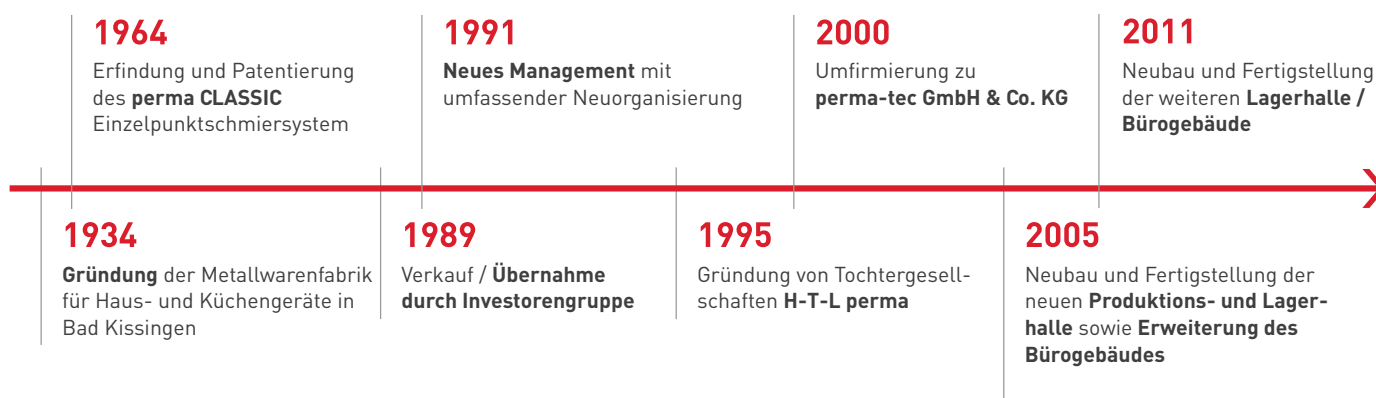 1964
Erfindung und Patentierung
des perma CLASSIC
Einzelpunktschmiersystem
1991
Neues Management mit
umfassender Neuorganisierung
2000
Umfirmierung zu
perma-tec GmbH & Co. KG
2011
Neubau und Fertigstellung
der weiteren Lagerhalle /
Bürogebäude
1934
Gründung der Metallwarenfabrik
für Haus- und Küchengeräte in
Bad Kissingen
1989
Verkauf / Übernahme
durch Investorengruppe
1995
Gründung von Tochtergesell-
schaften H-T-L perma
2005
Neubau und Fertigstellung der
neuen Produktions- und Lager-
halle sowie Erweiterung des
Bürogebäudes